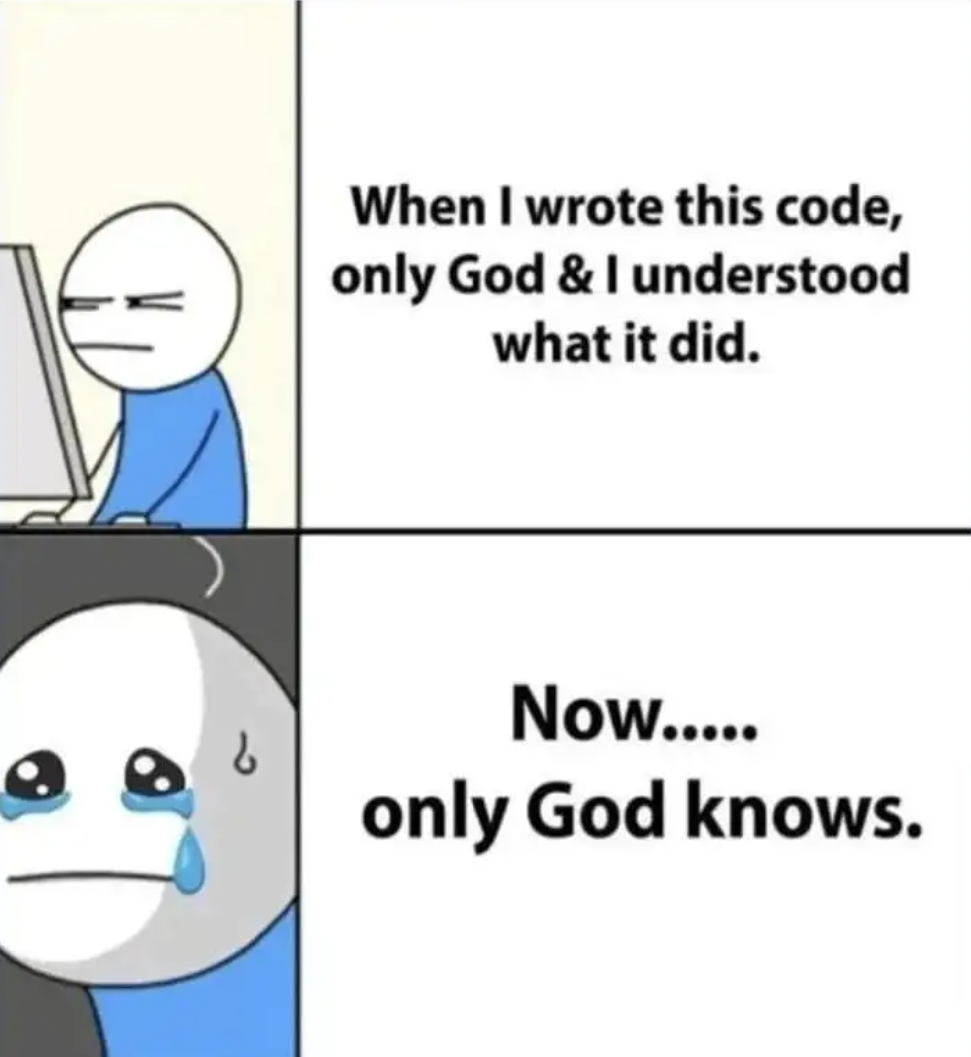 When I wrote this code,
only God & I understood
what it did.
Now.....
only God knows.